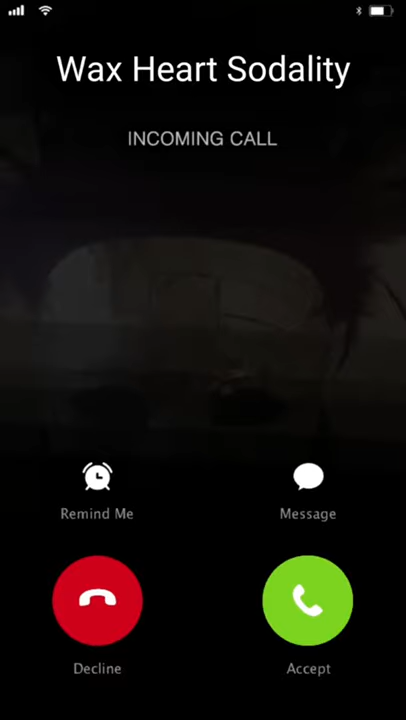 Wax Heart Sodality
INCOMING CALL
Remind Me
Message
Decline
Accept